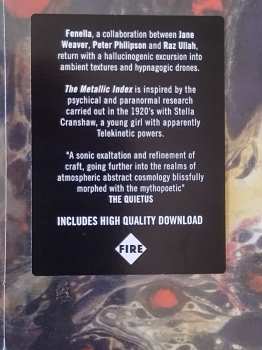 Fenella, a collaboration between Jane
Weaver, Peter Philipson and Raz Ullah,
return with a hallucinogenic excursion into
ambient textures and hypnagogic drones.
The Metallic Index is inspired by the
psychical and paranormal research
carried out in the 1920's with Stella
Cranshaw, a young girl with apparently
Telekinetic powers.
"A sonic exaltation and refinement of
craft, going further into the realms of
atmospheric abstract cosmology blissfully
morphed with the mythopoetic"
THE QUIETUS
INCLUDES HIGH QUALITY DOWNLOAD
FIRE